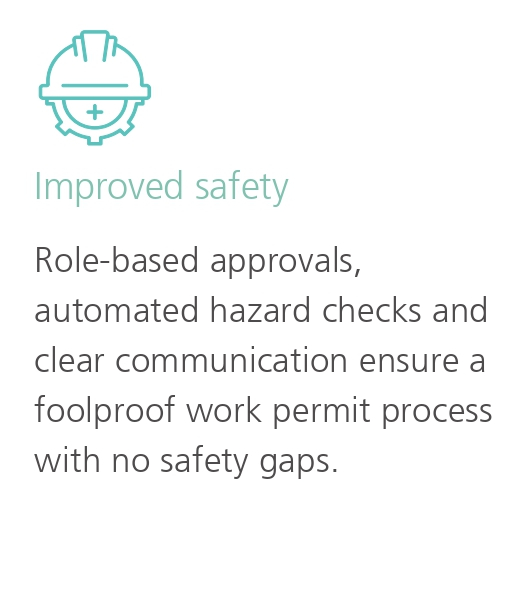 Improved safety
Role-based approvals,
automated hazard checks and
clear communication ensure a
foolproof work permit process
with no safety gaps.